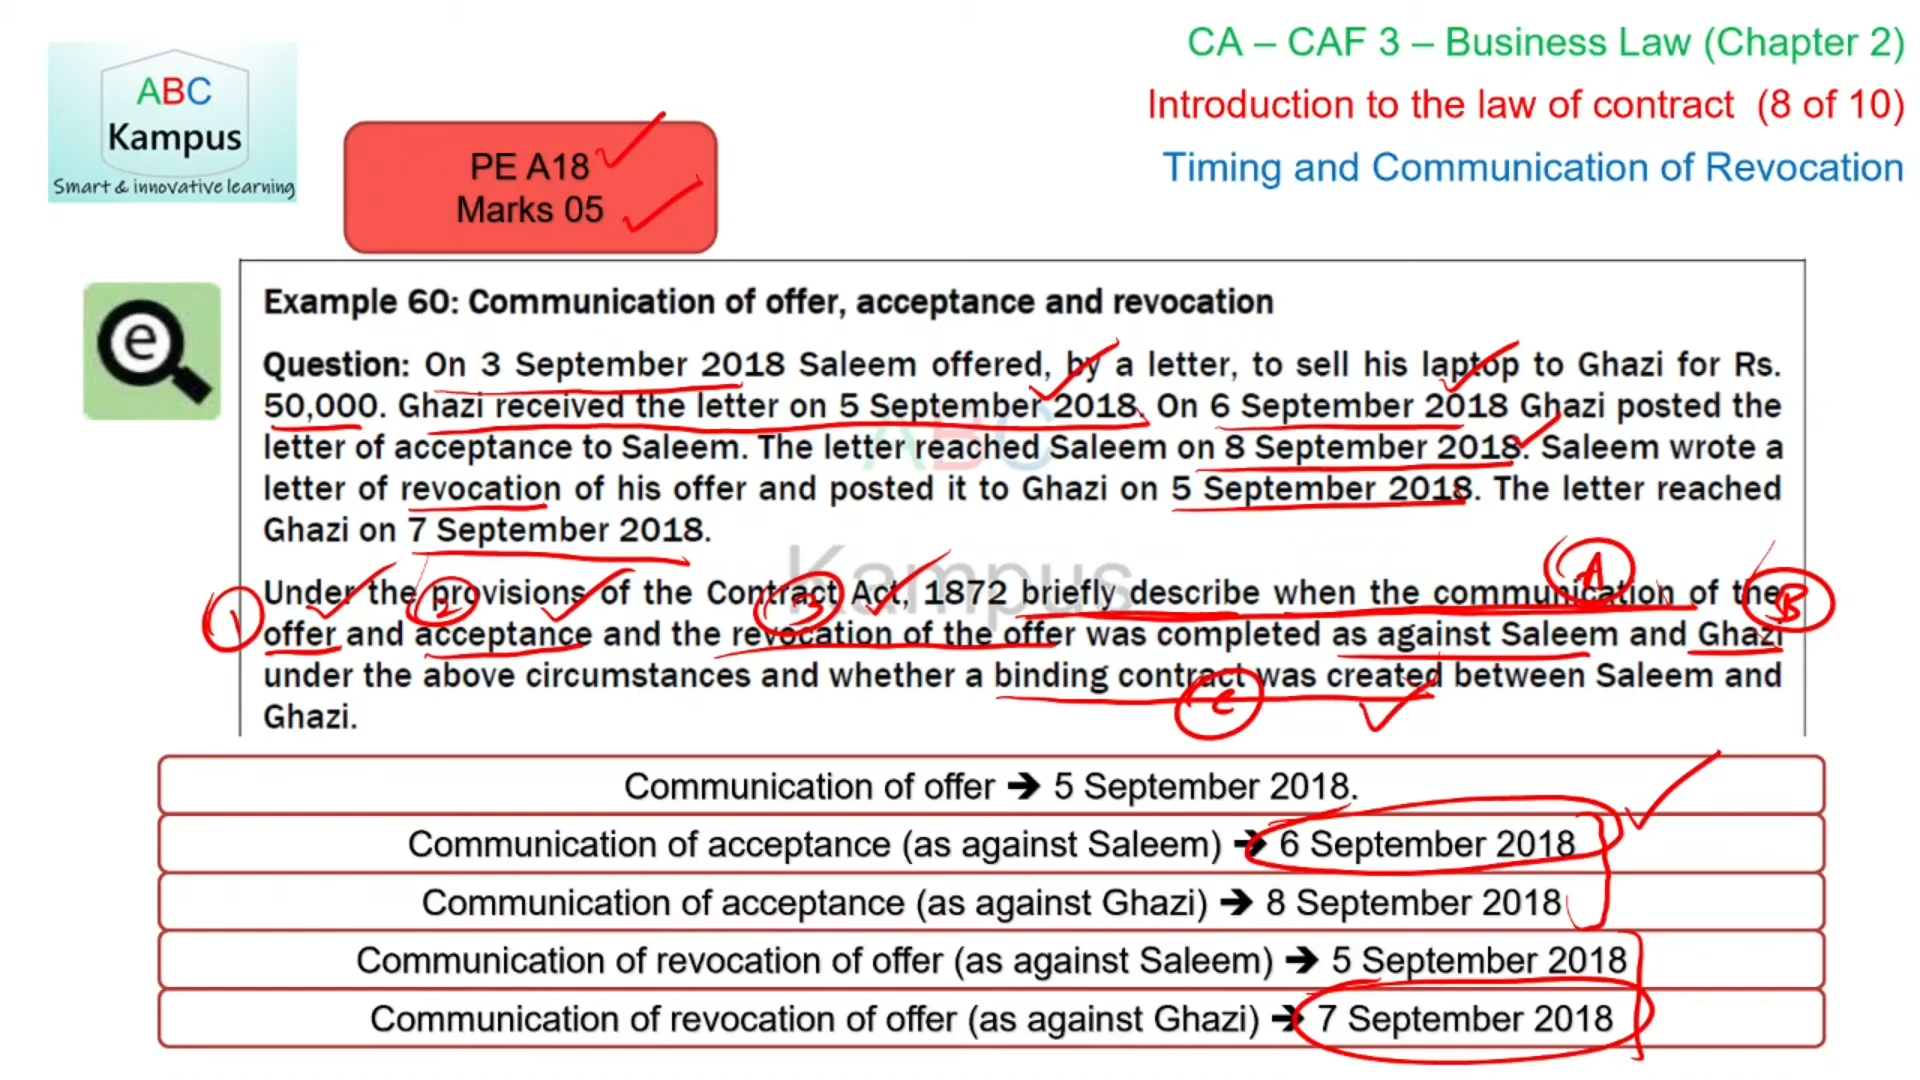 CA – CAF 3 – Business Law (Chapter 2)
Introduction to the law of contract (8 of 10)
Timing and Communication of Revocation
ABC
Kampus
Smart & innovative learning
PE A18
Marks 05
e
Example 60: Communication of offer, acceptance and revocation
Question: On 3 September 2018 Saleem offered, by a letter, to sell his laptop to Ghazi for Rs.
50,000. Ghazi received the letter on 5 September 2018. On 6 September 2018 Ghazi posted the
letter of acceptance to Saleem. The letter reached Saleem on 8 September 2018. Saleem wrote a
letter of revocation of his offer and posted it to Ghazi on 5 September 2018. The letter reached
Ghazi on 7 September 2018.
ABC
Kampus
A
B
1
2
3
Under the provisions of the Contract Act, 1872 briefly describe when the communication of the
offer and acceptance and the revocation of the offer was completed as against Saleem and Ghazi
under the above circumstances and whether a binding contract was created between Saleem and
Ghazi.
C
Communication of offer ➔ 5 September 2018.
Communication of acceptance (as against Saleem) ➔ 6 September 2018
Communication of acceptance (as against Ghazi) ➔ 8 September 2018
Communication of revocation of offer (as against Saleem) ➔ 5 September 2018
Communication of revocation of offer (as against Ghazi) ➔ 7 September 2018